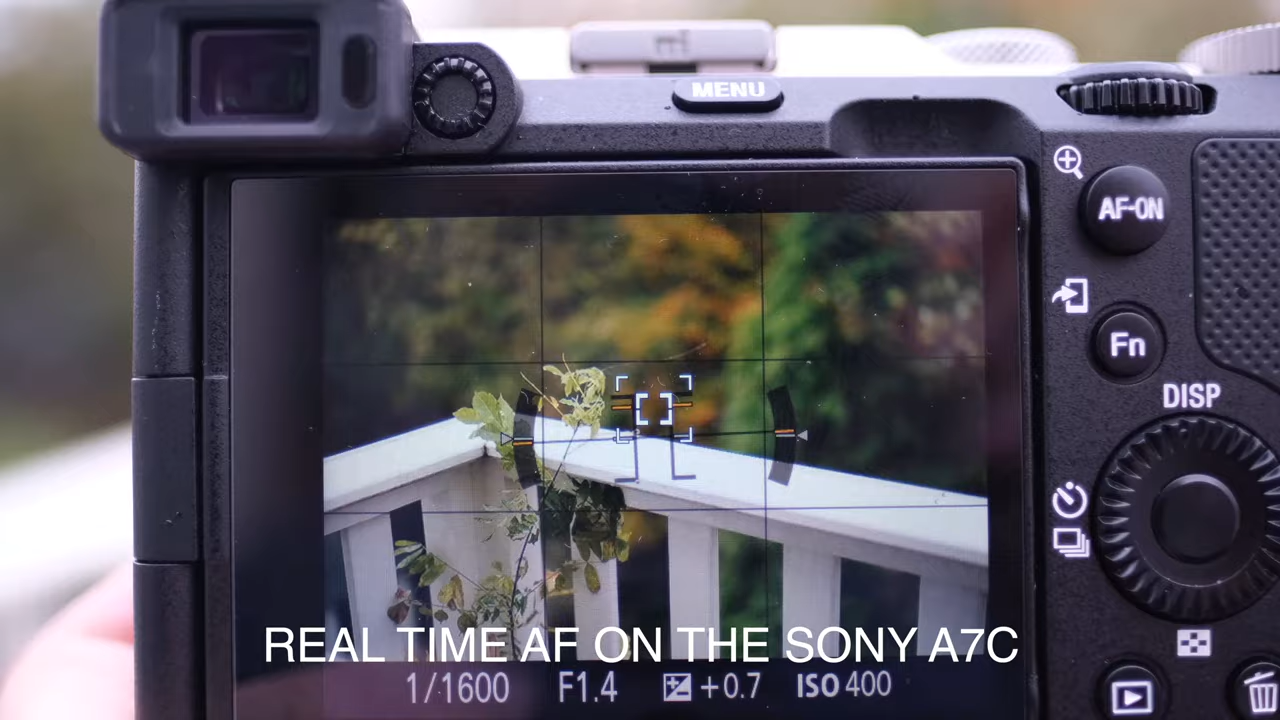 MENU
AF-ON
Fn
DISP
REAL TIME AF ON THE SONY A7C
1/1600 F1.4 +0.7 ISO 400